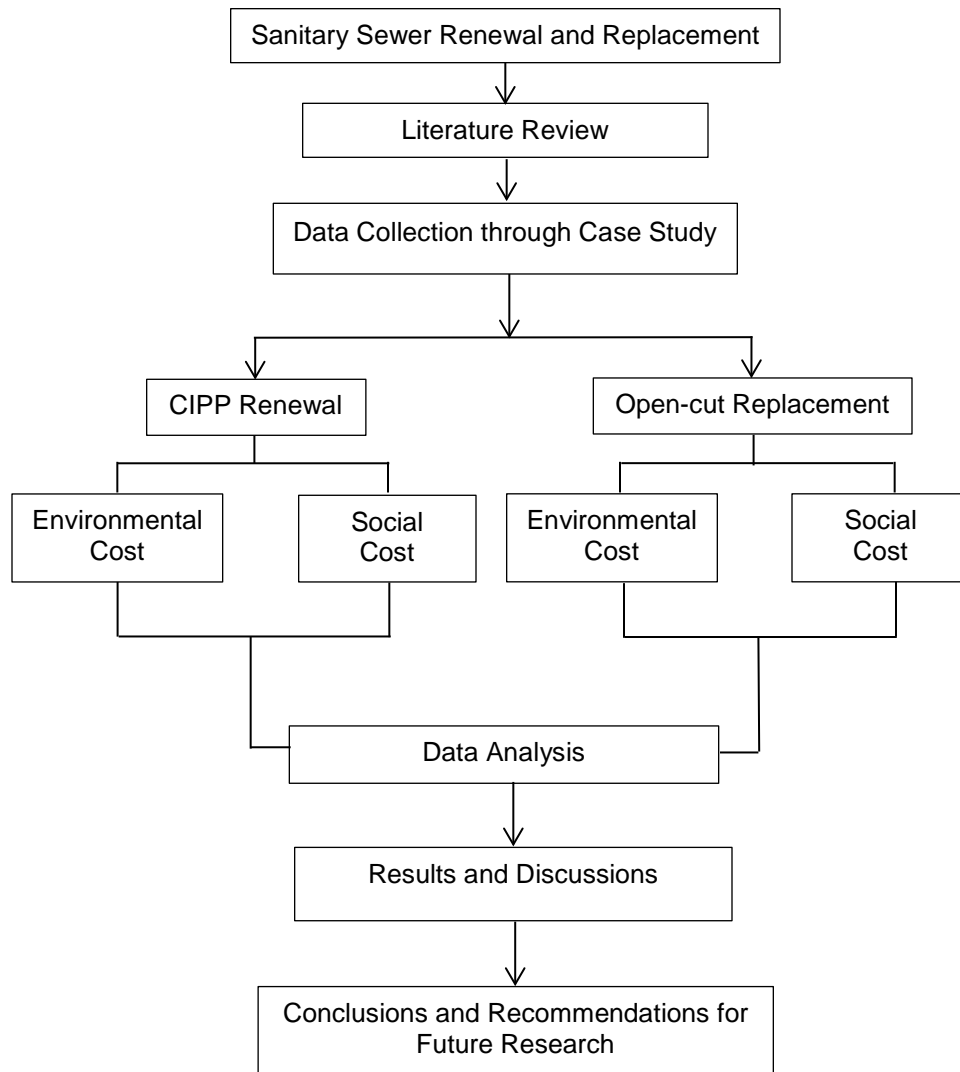 Sanitary Sewer Renewal and Replacement
Literature Review
Data Collection through Case Study
CIPP Renewal
Open-cut Replacement
Environmental
Cost
Social
Cost
Environmental
Cost
Social
Cost
Data Analysis
Results and Discussions
Conclusions and Recommendations for
Future Research